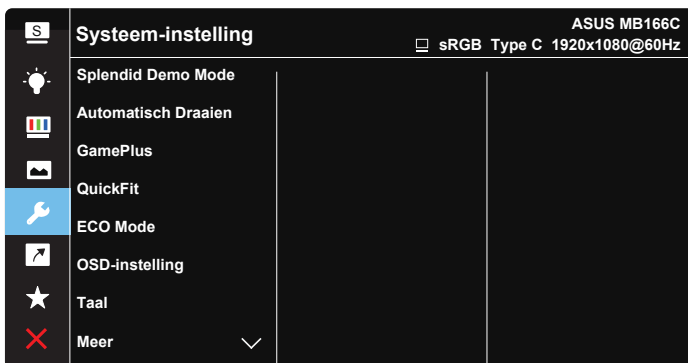 S
Systeem-instelling
ASUS MB166C
sRGB Type C 1920x1080@60Hz
Splendid Demo Mode
Automatisch Draaien
GamePlus
QuickFit
ECO Mode
OSD-instelling
Taal
Meer